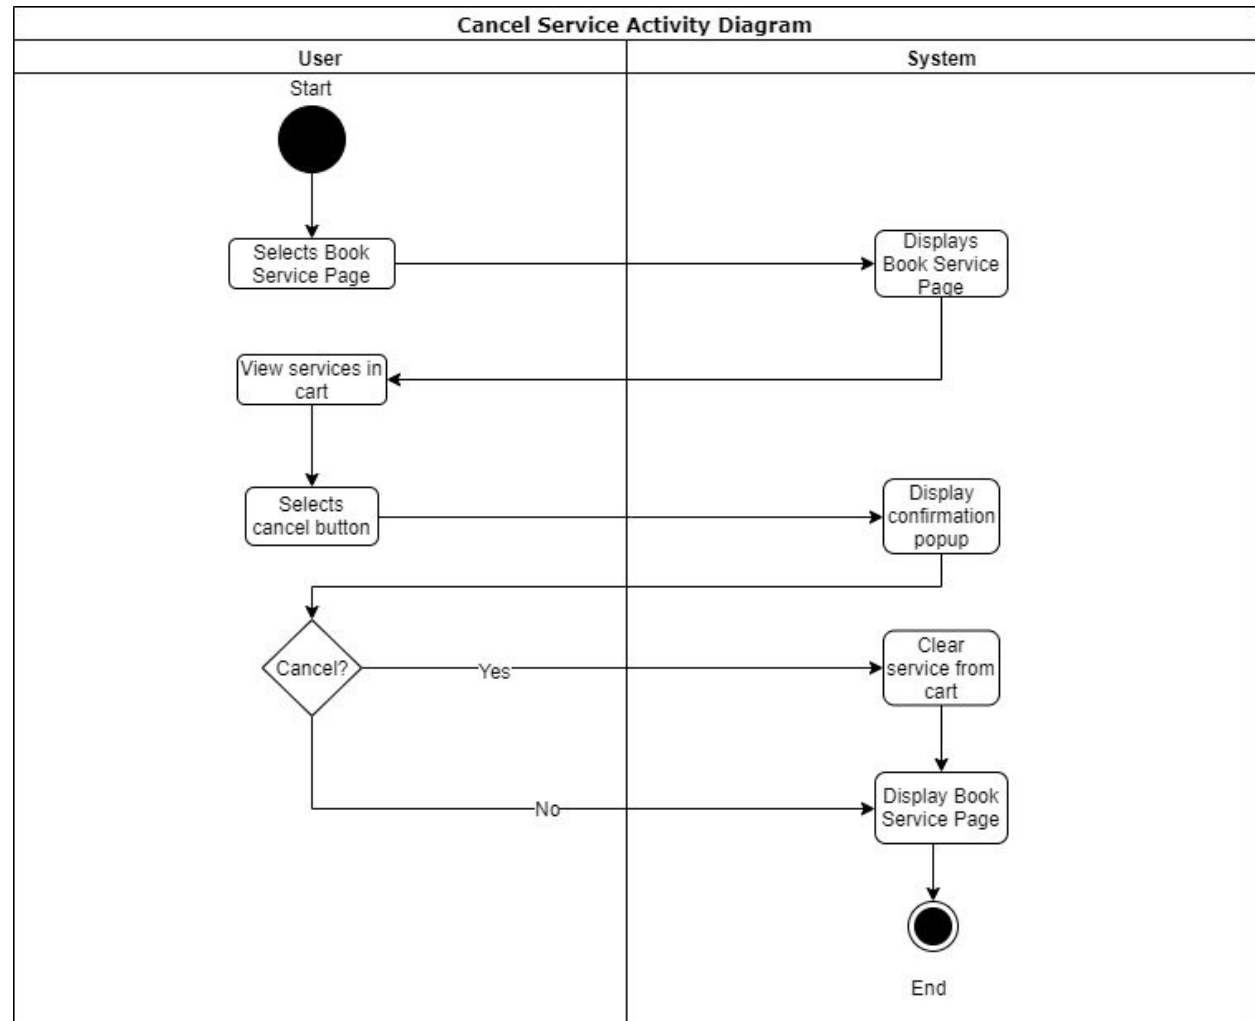 Cancel Service Activity Diagram
User
System
Start
Selects Book
Service Page
Displays
Book Service
Page
View services in
cart
Selects
cancel button
Display
confirmation
popup
Cancel?
Yes
Clear
service from
cart
No
Display Book
Service Page
End